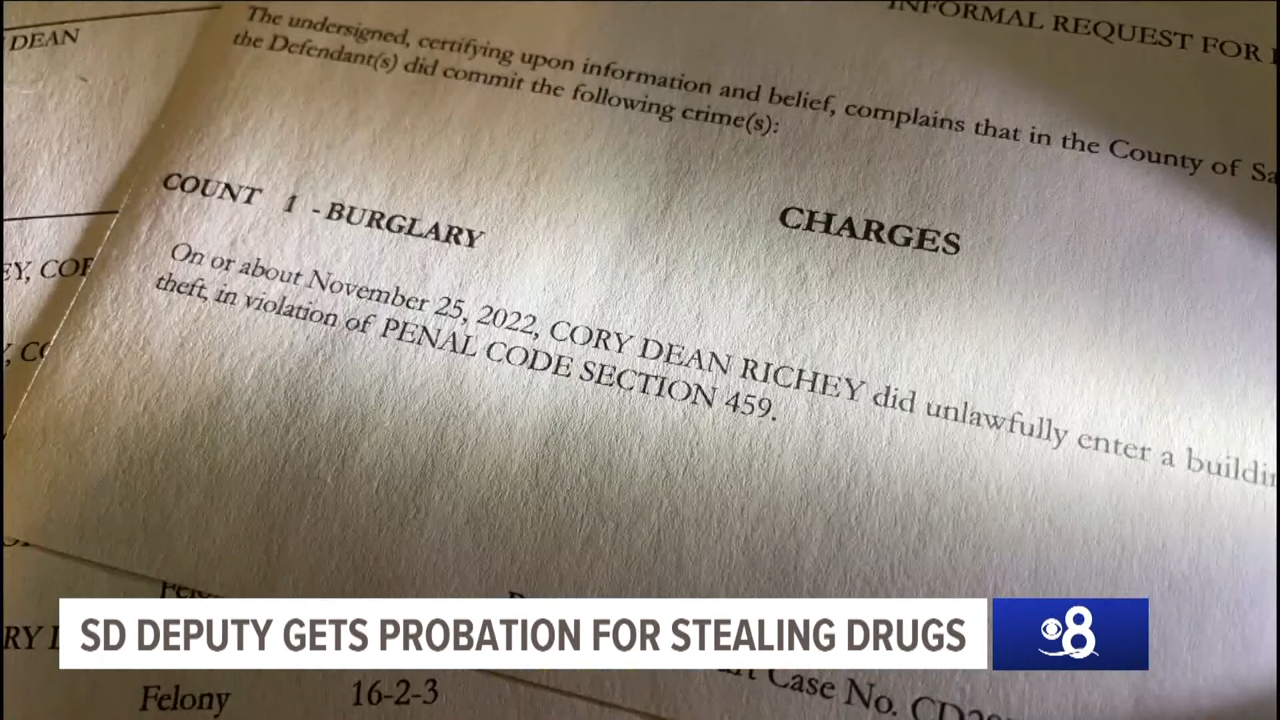 DEAN
INFORMAL REQUEST FOR
The undersigned, certifying upon information and belief, complains that in the County of Sa
the Defendant(s) did commit the following crime(s):
CHARGES
COUNT 1 - BURGLARY
On or about November 25, 2022, CORY DEAN RICHEY did unlawfully enter a buildin
theft, in violation of PENAL CODE SECTION 459.
EY, COR
, CO
SD DEPUTY GETS PROBATION FOR STEALING DRUGS
8
RY
Felony
16-2-3
Case No. CD